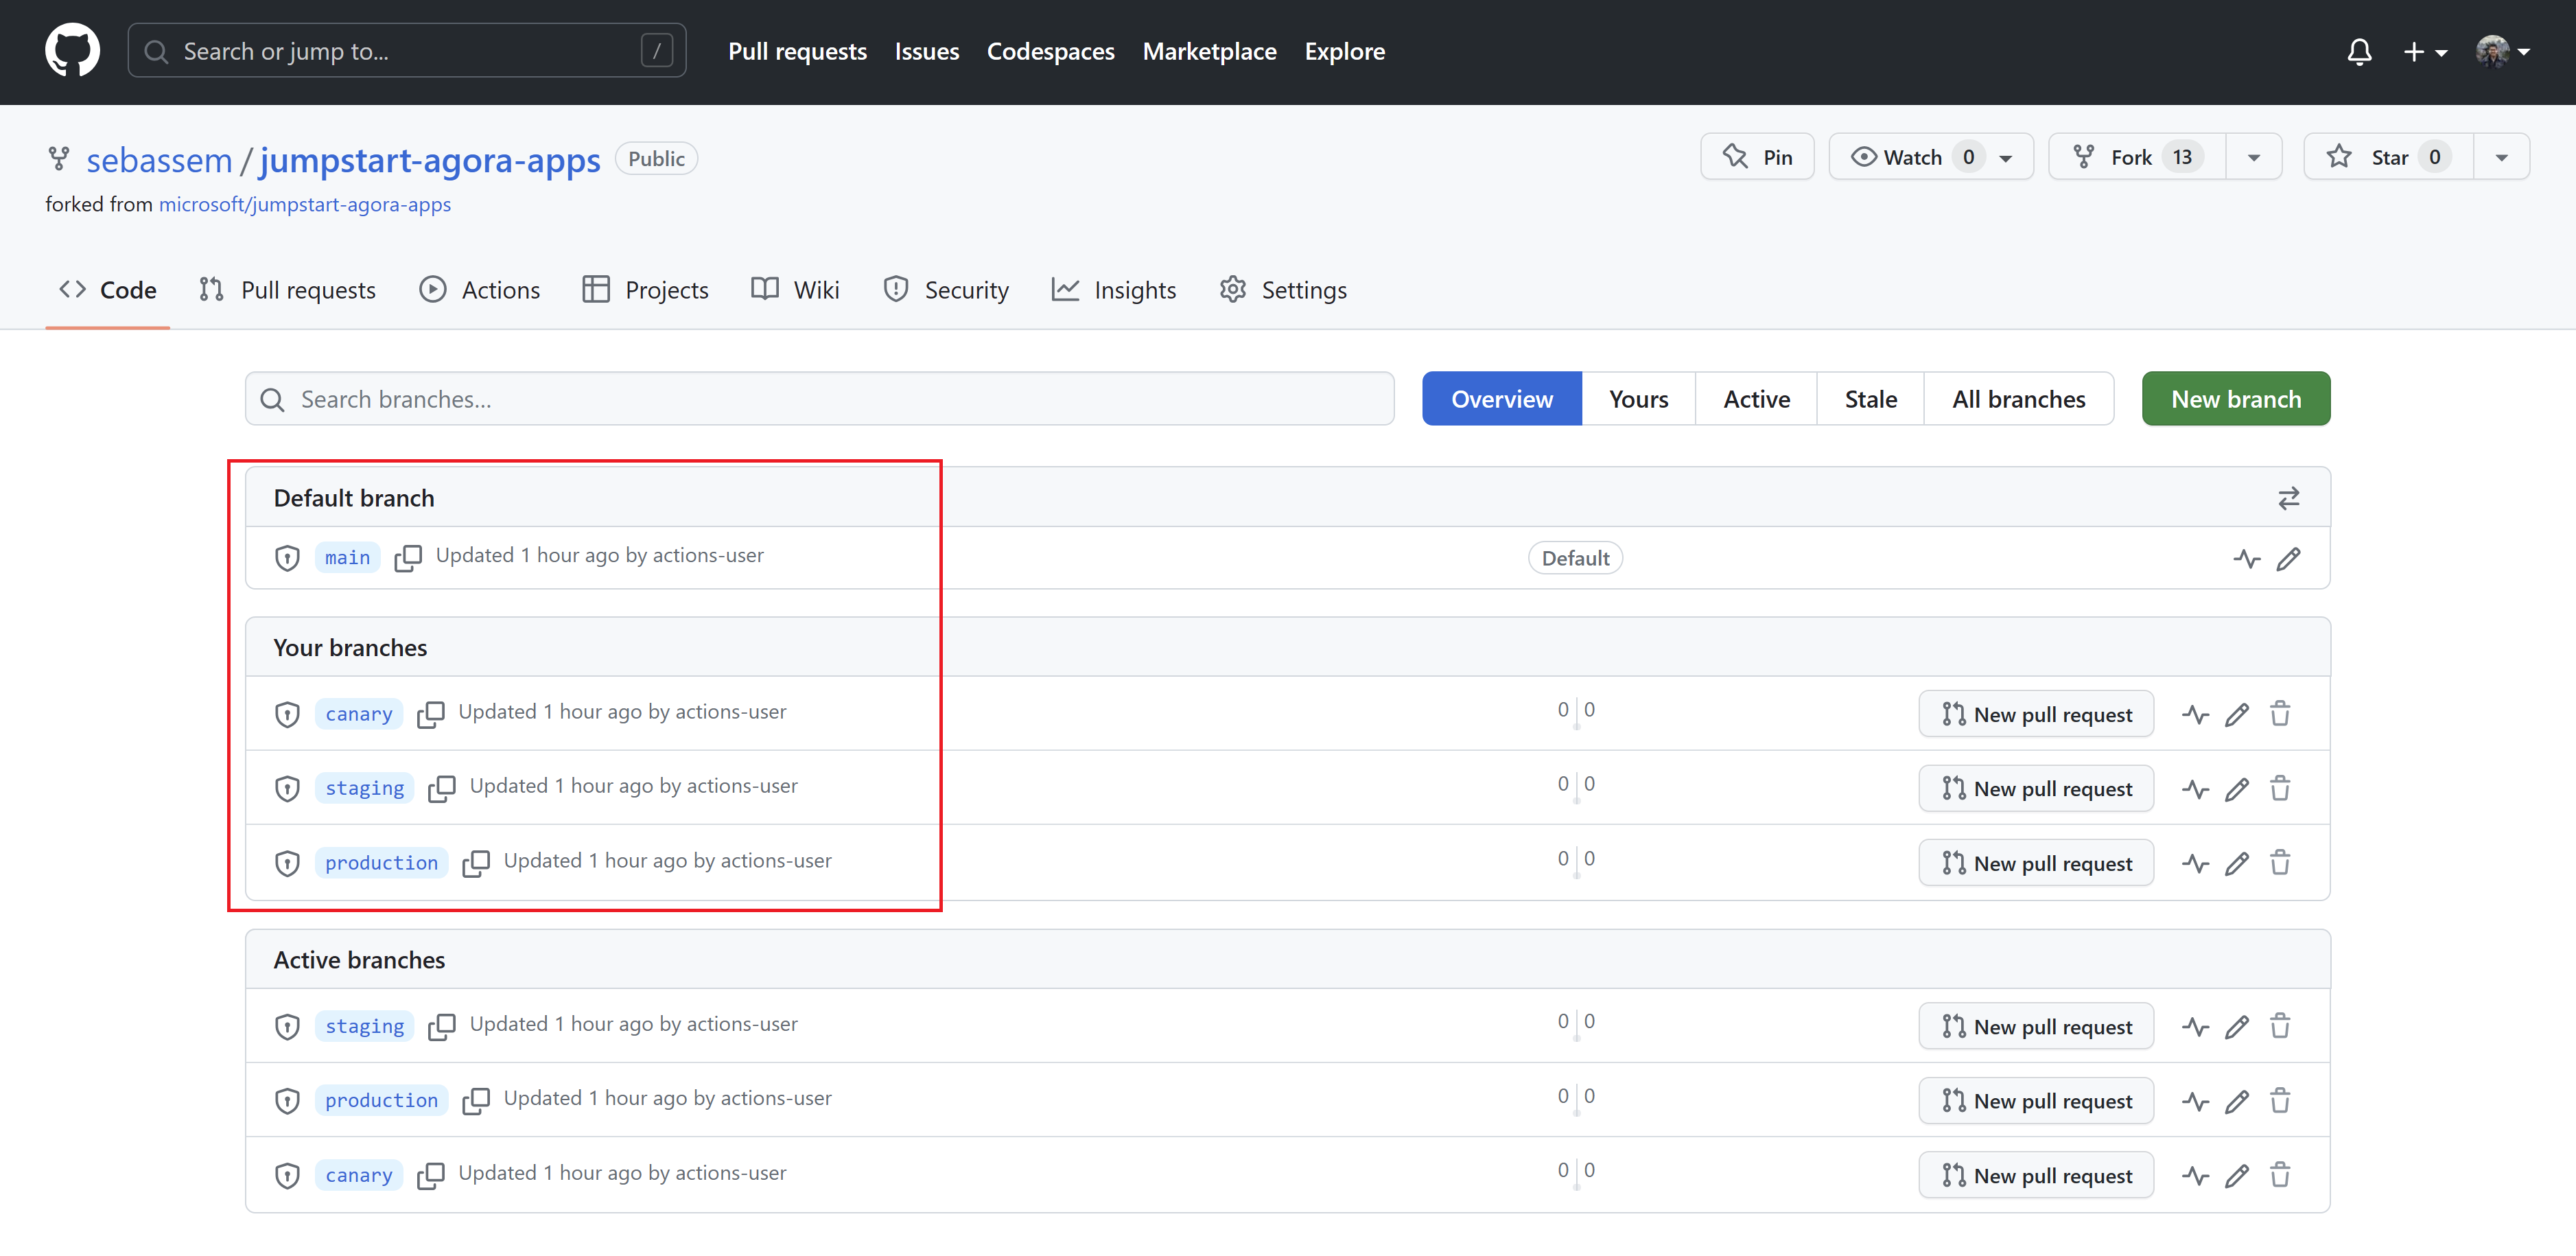 Search or jump to... / Pull requests Issues Codespaces Marketplace Explore
sebassem / jumpstart-agora-apps Public Pin Watch 0 Fork 13 Star 0
forked from microsoft/jumpstart-agora-apps
Code Pull requests Actions Projects Wiki Security Insights Settings
Search branches... Overview Yours Active Stale All branches New branch
Default branch
main Updated 1 hour ago by actions-user Default
Your branches
canary Updated 1 hour ago by actions-user 0 0 New pull request
staging Updated 1 hour ago by actions-user 0 0 New pull request
production Updated 1 hour ago by actions-user 0 0 New pull request
Active branches
staging Updated 1 hour ago by actions-user 0 0 New pull request
production Updated 1 hour ago by actions-user 0 0 New pull request
canary Updated 1 hour ago by actions-user 0 0 New pull request